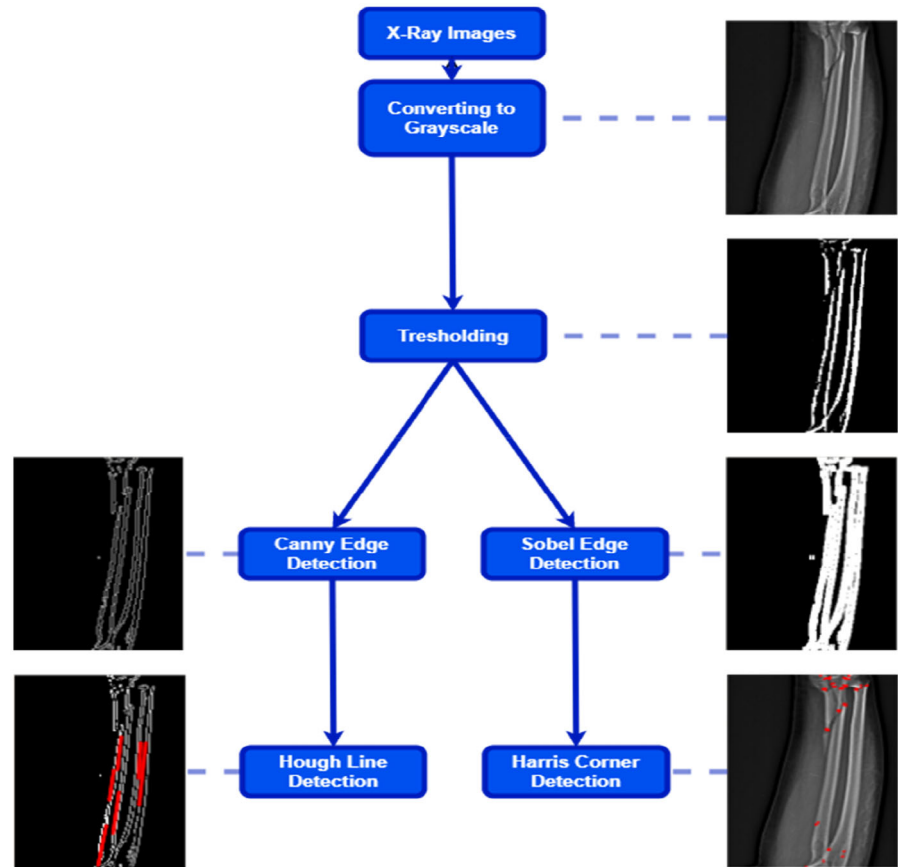 X-Ray Images
Converting to
Grayscale
Tresholding
Canny Edge
Detection
Sobel Edge
Detection
Hough Line
Detection
Harris Corner
Detection